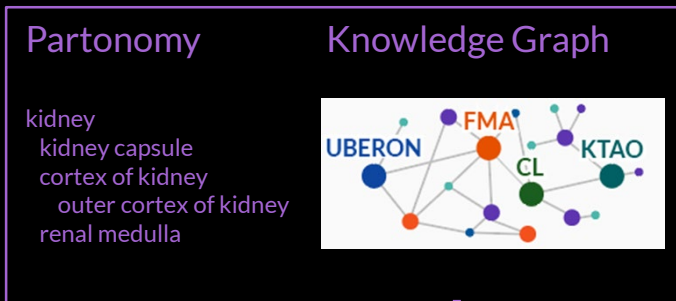 Partonomy
Knowledge Graph
kidney
kidney capsule
cortex of kidney
outer cortex of kidney
renal medulla
FMA
UBERON
CL
KTAO